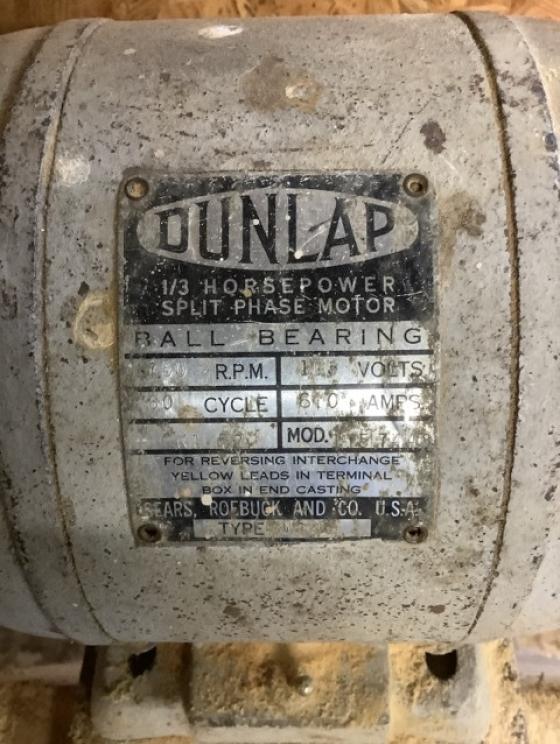 DUNLAP
1/3 HORSEPOWER
SPLIT PHASE MOTOR
BALL BEARING
R.P.M. VOLTS
60 CYCLE AMPS
MOD.
FOR REVERSING INTERCHANGE
YELLOW LEADS IN TERMINAL
BOX IN END CASTING
SEARS, ROEBUCK AND CO. U.S.A.
TYPE